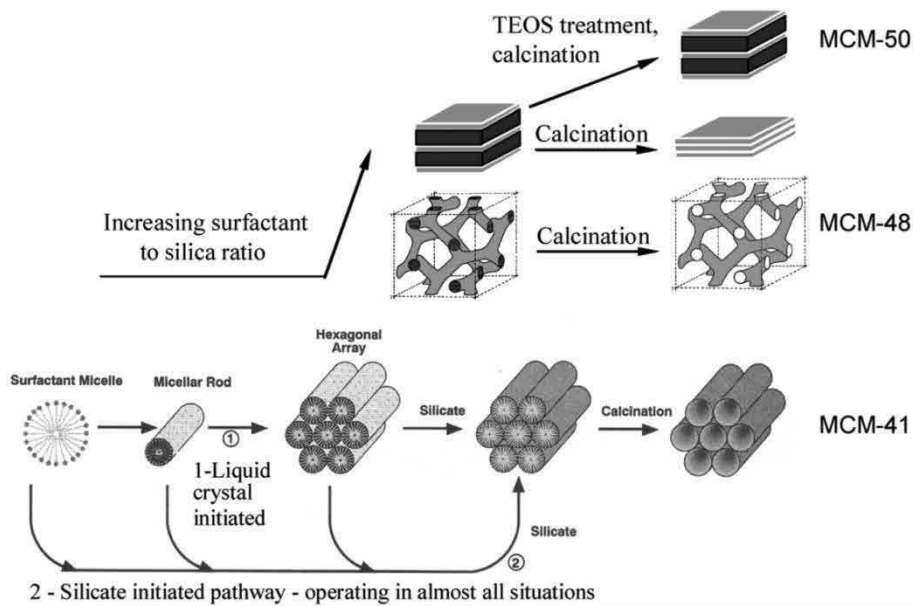 TEOS treatment,
calcination
MCM-50
Calcination
Increasing surfactant
to silica ratio
Calcination
MCM-48
Hexagonal
Array
Surfactant Micelle
Micellar Rod
Silicate
Calcination
MCM-41
1
1-Liquid
crystal
initiated
Silicate
2
2 - Silicate initiated pathway - operating in almost all situations